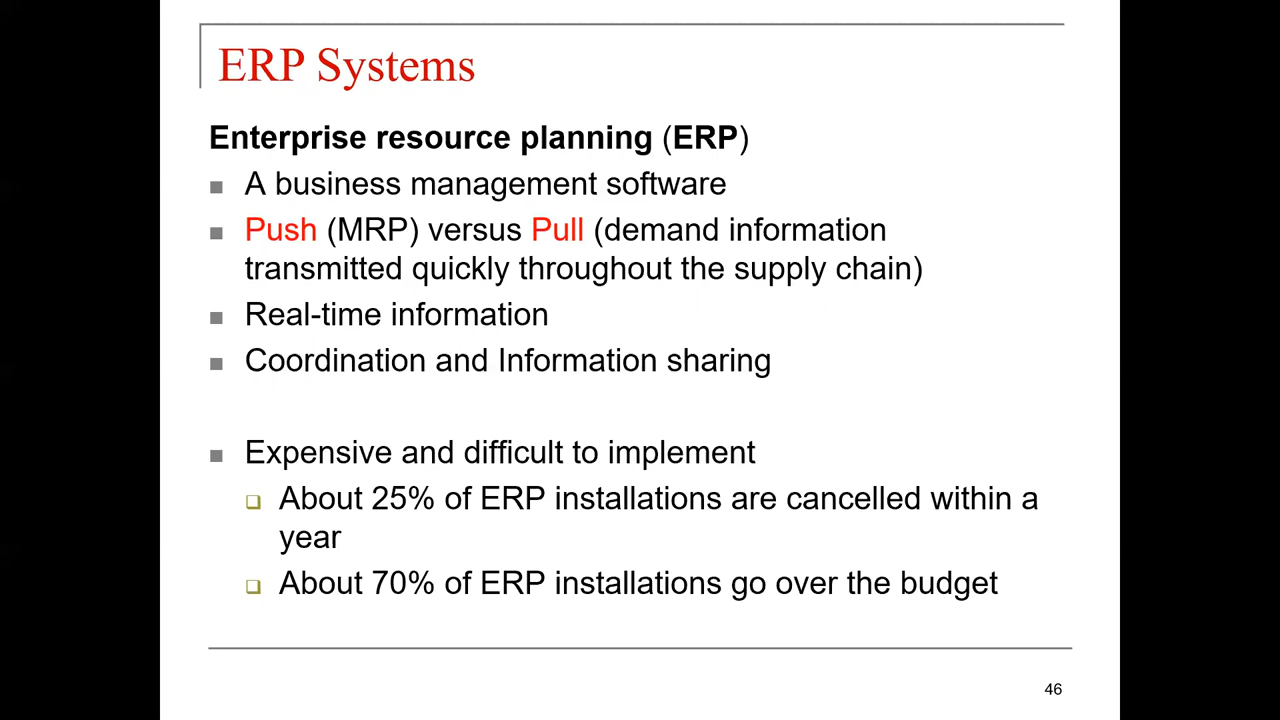 ERP Systems
Enterprise resource planning (ERP)
A business management software
Push (MRP) versus Pull (demand information
transmitted quickly throughout the supply chain)
Real-time information
Coordination and Information sharing
Expensive and difficult to implement
About 25% of ERP installations are cancelled within a
year
About 70% of ERP installations go over the budget
46